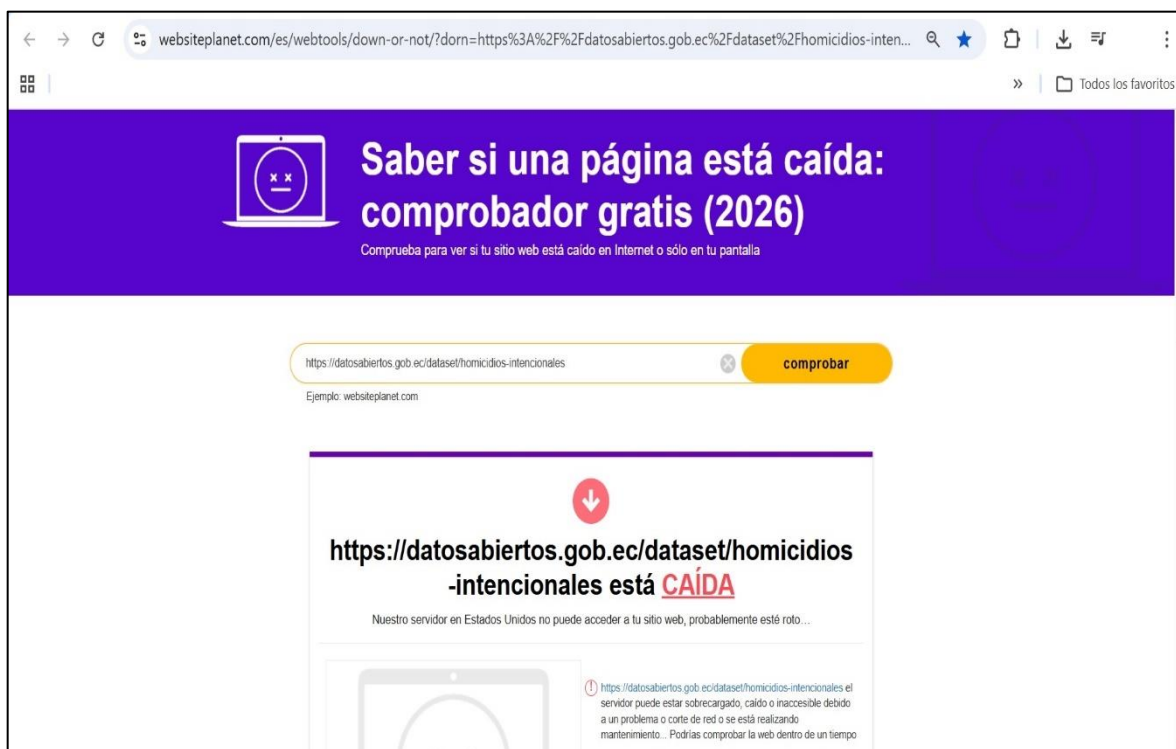 websiteplanet.com/es/webtools/down-or-not/?dorn=https%3A%2F%2Fdatosabiertos.gob.ec%2Fdataset%2Fhomicidios-inten...
» Todos los favoritos
Saber si una página está caída:
comprobador gratis (2026)
Comprueba para ver si tu sitio web está caído en Internet o sólo en tu pantalla
https://datosabiertos.gob.ec/dataset/homicidios-intencionales
comprobar
Ejemplo: websiteplanet.com
https://datosabiertos.gob.ec/dataset/homicidios
-intencionales está CAÍDA
Nuestro servidor en Estados Unidos no puede acceder a tu sitio web, probablemente esté roto…
https://datosabiertos.gob.ec/dataset/homicidios-intencionales el
servidor puede estar sobrecargado, caído o inaccesible debido
a un problema o corte de red o se está realizando
mantenimiento... Podrías comprobar la web dentro de un tiempo